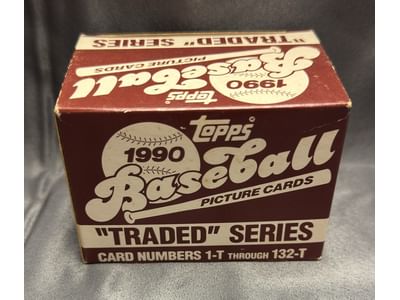 "TRADED" SERIES
topps
1990
Baseball
PICTURE CARDS
topps
1990
Baseball
PICTURE CARDS
"TRADED" SERIES
CARD NUMBERS 1-T THROUGH 132-T